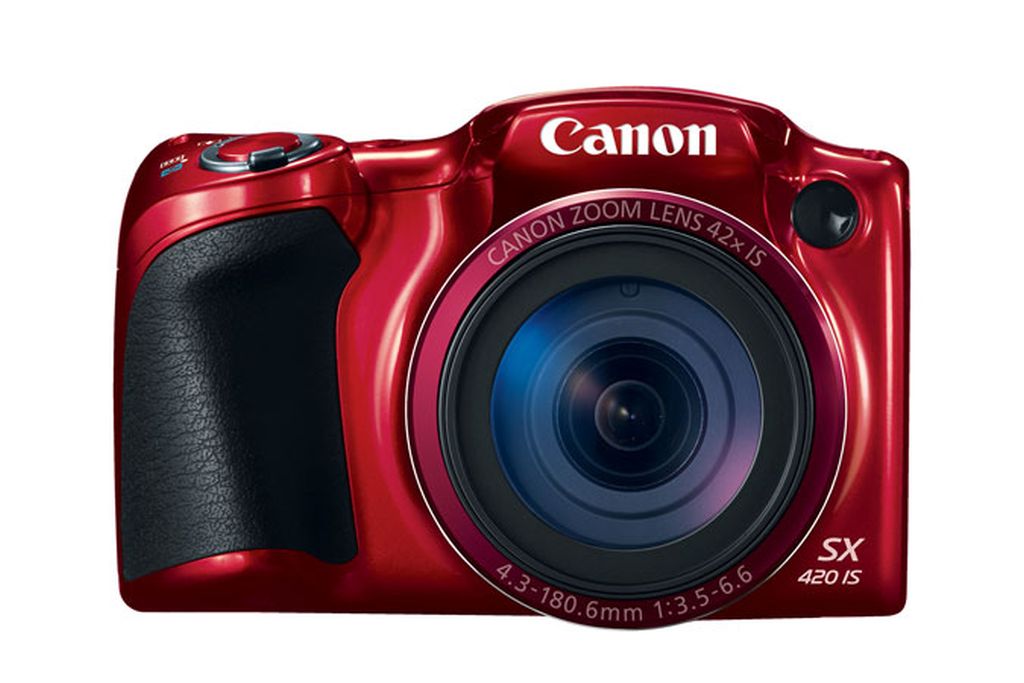 Canon
CANON ZOOM LENS 42x IS
4.3-180.6mm 1:3.5-6.6
SX
420 IS